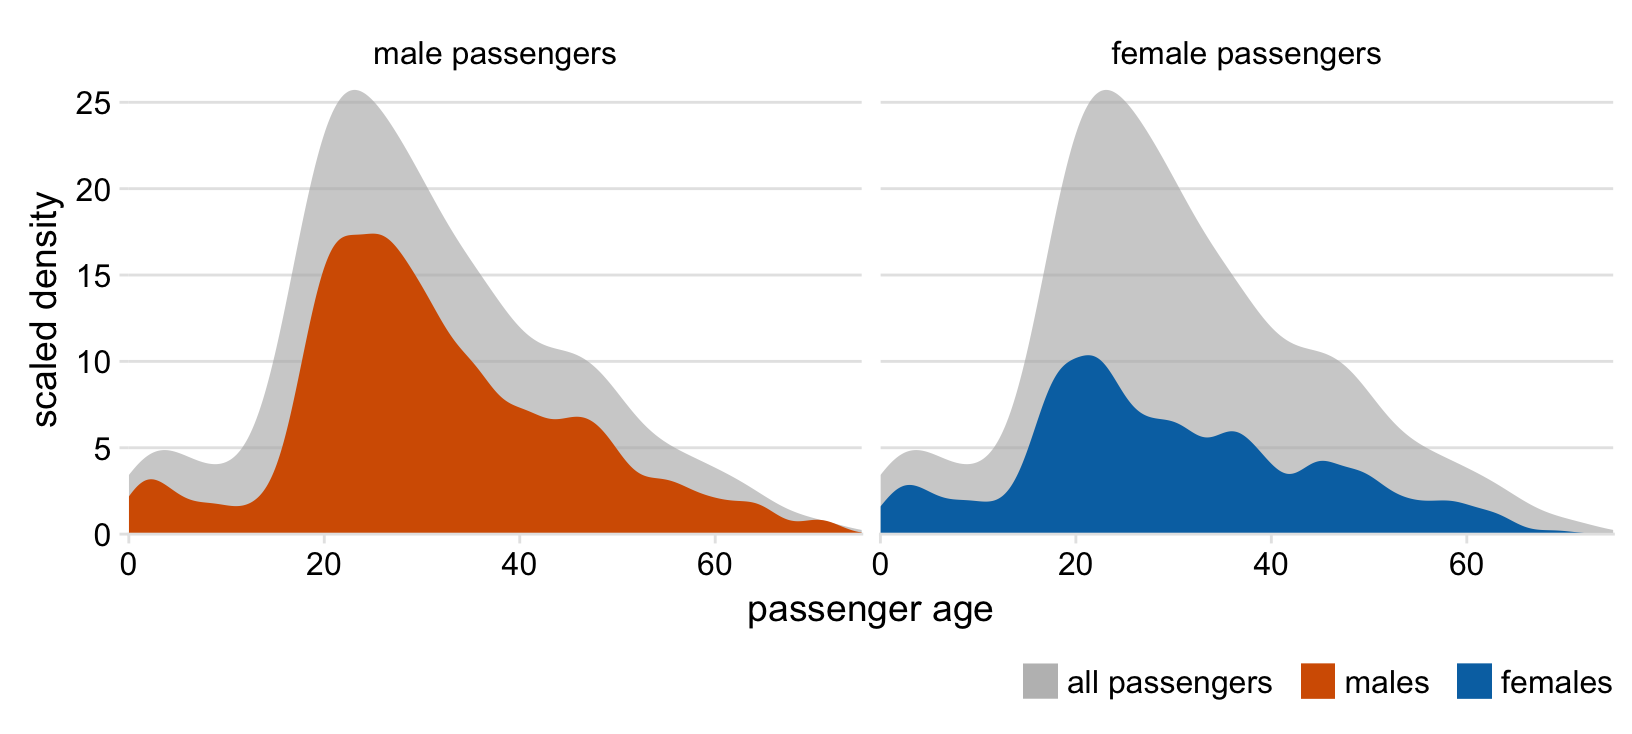 male passengers
female passengers
25
20
15
10
5
0
scaled density
0 20 40 60
0 20 40 60
passenger age
all passengers males females